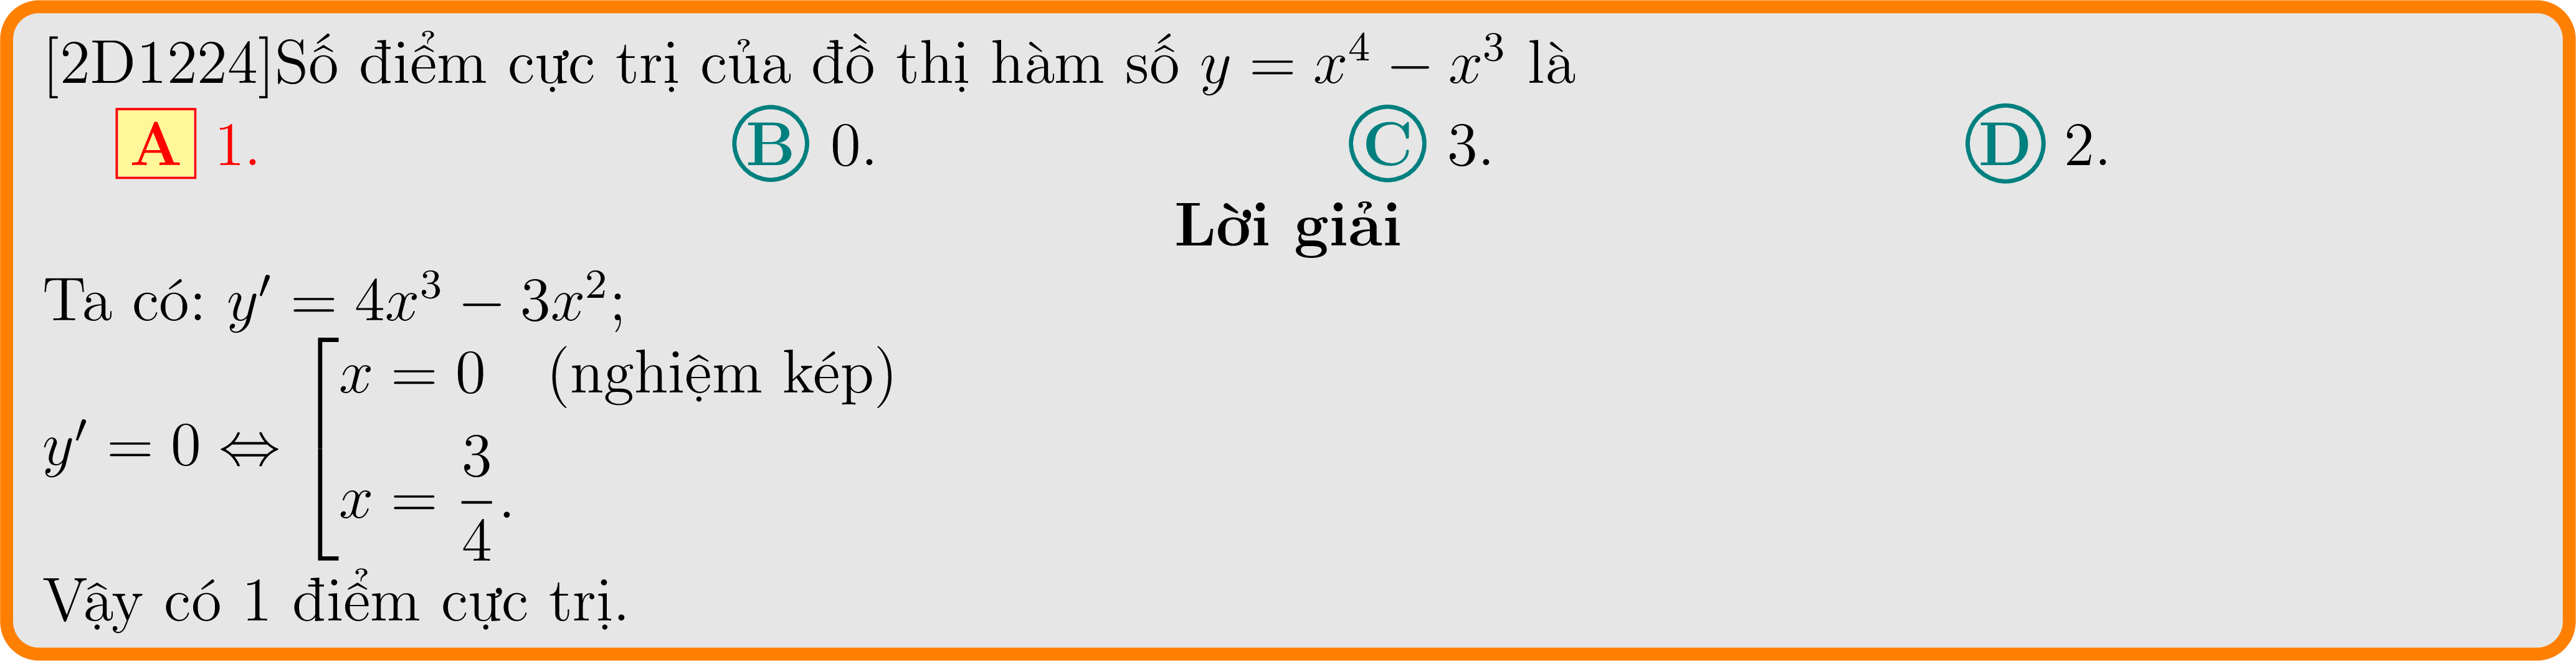 [2D1224]Số điểm cực trị của đồ thị hàm số $y = x^4 - x^3$ là
A 1. B 0. C 3. D 2.
Lời giải
Ta có: $y' = 4x^3 - 3x^2$;
$y' = 0 \Leftrightarrow \left[\begin{array}{l} x = 0 \quad \text{(nghiệm kép)} \\ x = \dfrac{3}{4}. \end{array}\right.$
Vậy có 1 điểm cực trị.